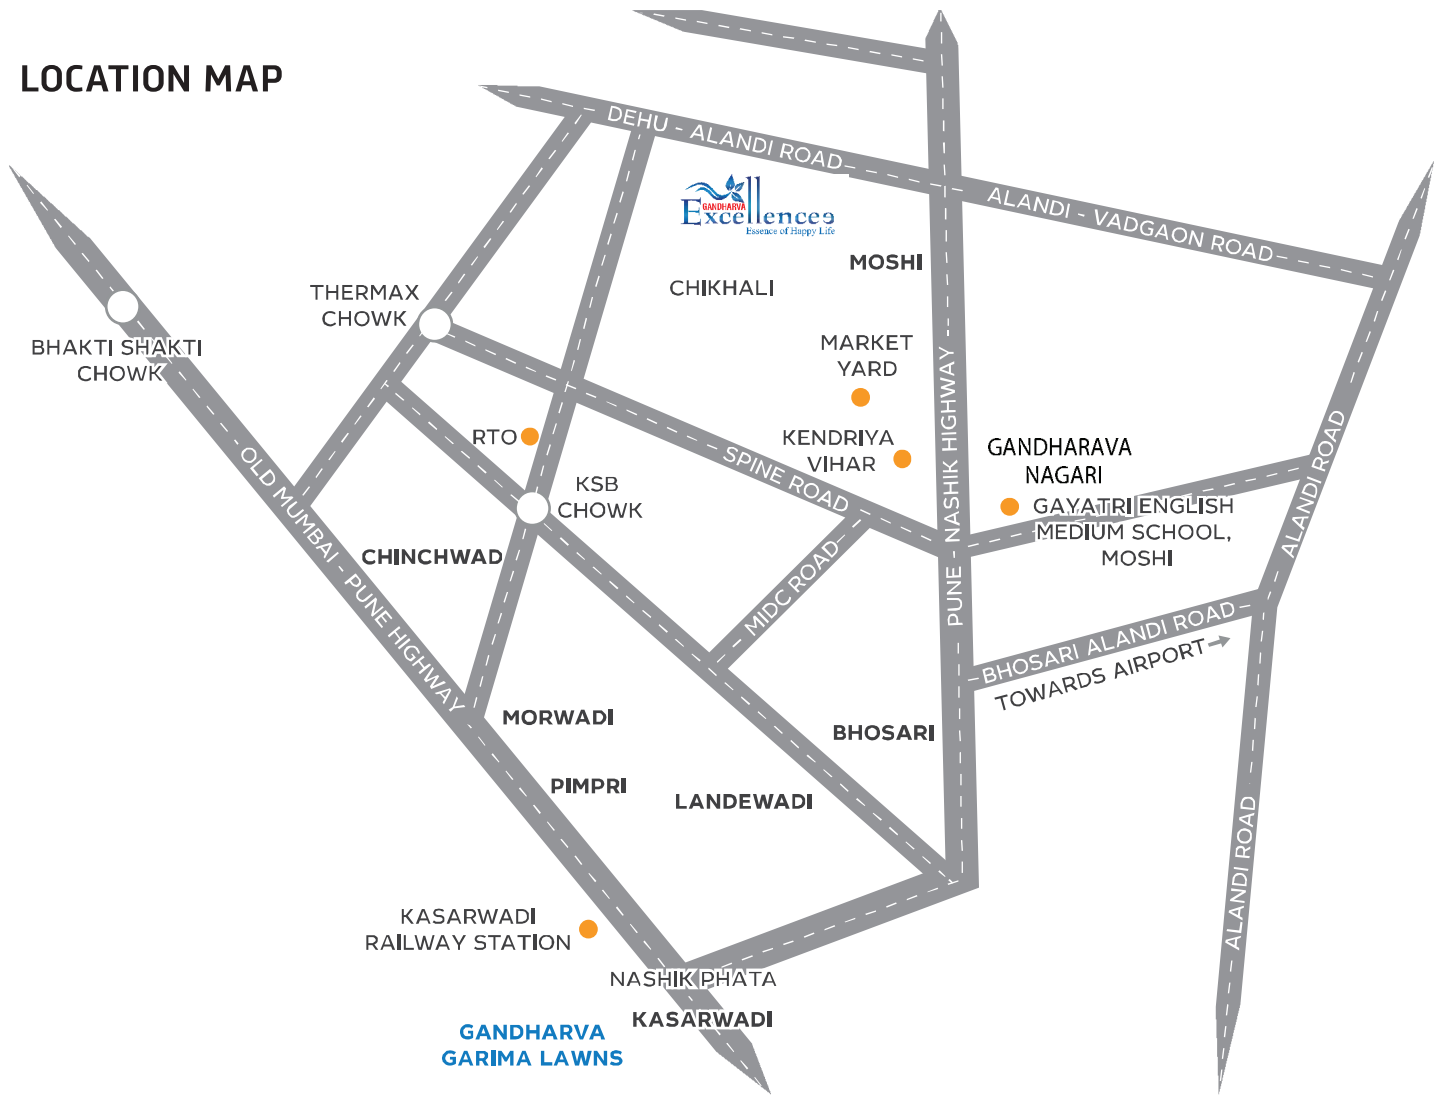 LOCATION MAP
DEHU - ALANDI ROAD
ALANDI - VADGAON ROAD
GANDHARVA
Excellencee
Essence of Happy Life
MOSHI
CHIKHALI
THERMAX
CHOWK
BHAKTI SHAKTI
CHOWK
MARKET
YARD
RTO
KENDRIYA
VIHAR
SPINE ROAD
PUNE - NASHIK HIGHWAY
GANDHARAVA
NAGARI
GAYATRI ENGLISH
MEDIUM SCHOOL,
MOSHI
ALANDI ROAD
KSB
CHOWK
OLD MUMBAI - PUNE HIGHWAY
CHINCHWAD
MIDC ROAD
BHOSARI ALANDI ROAD
TOWARDS AIRPORT
MORWADI
BHOSARI
PIMPRI
LANDEWADI
ALANDI ROAD
KASARWADI
RAILWAY STATION
NASHIK PHATA
KASARWADI
GANDHARVA
GARIMA LAWNS